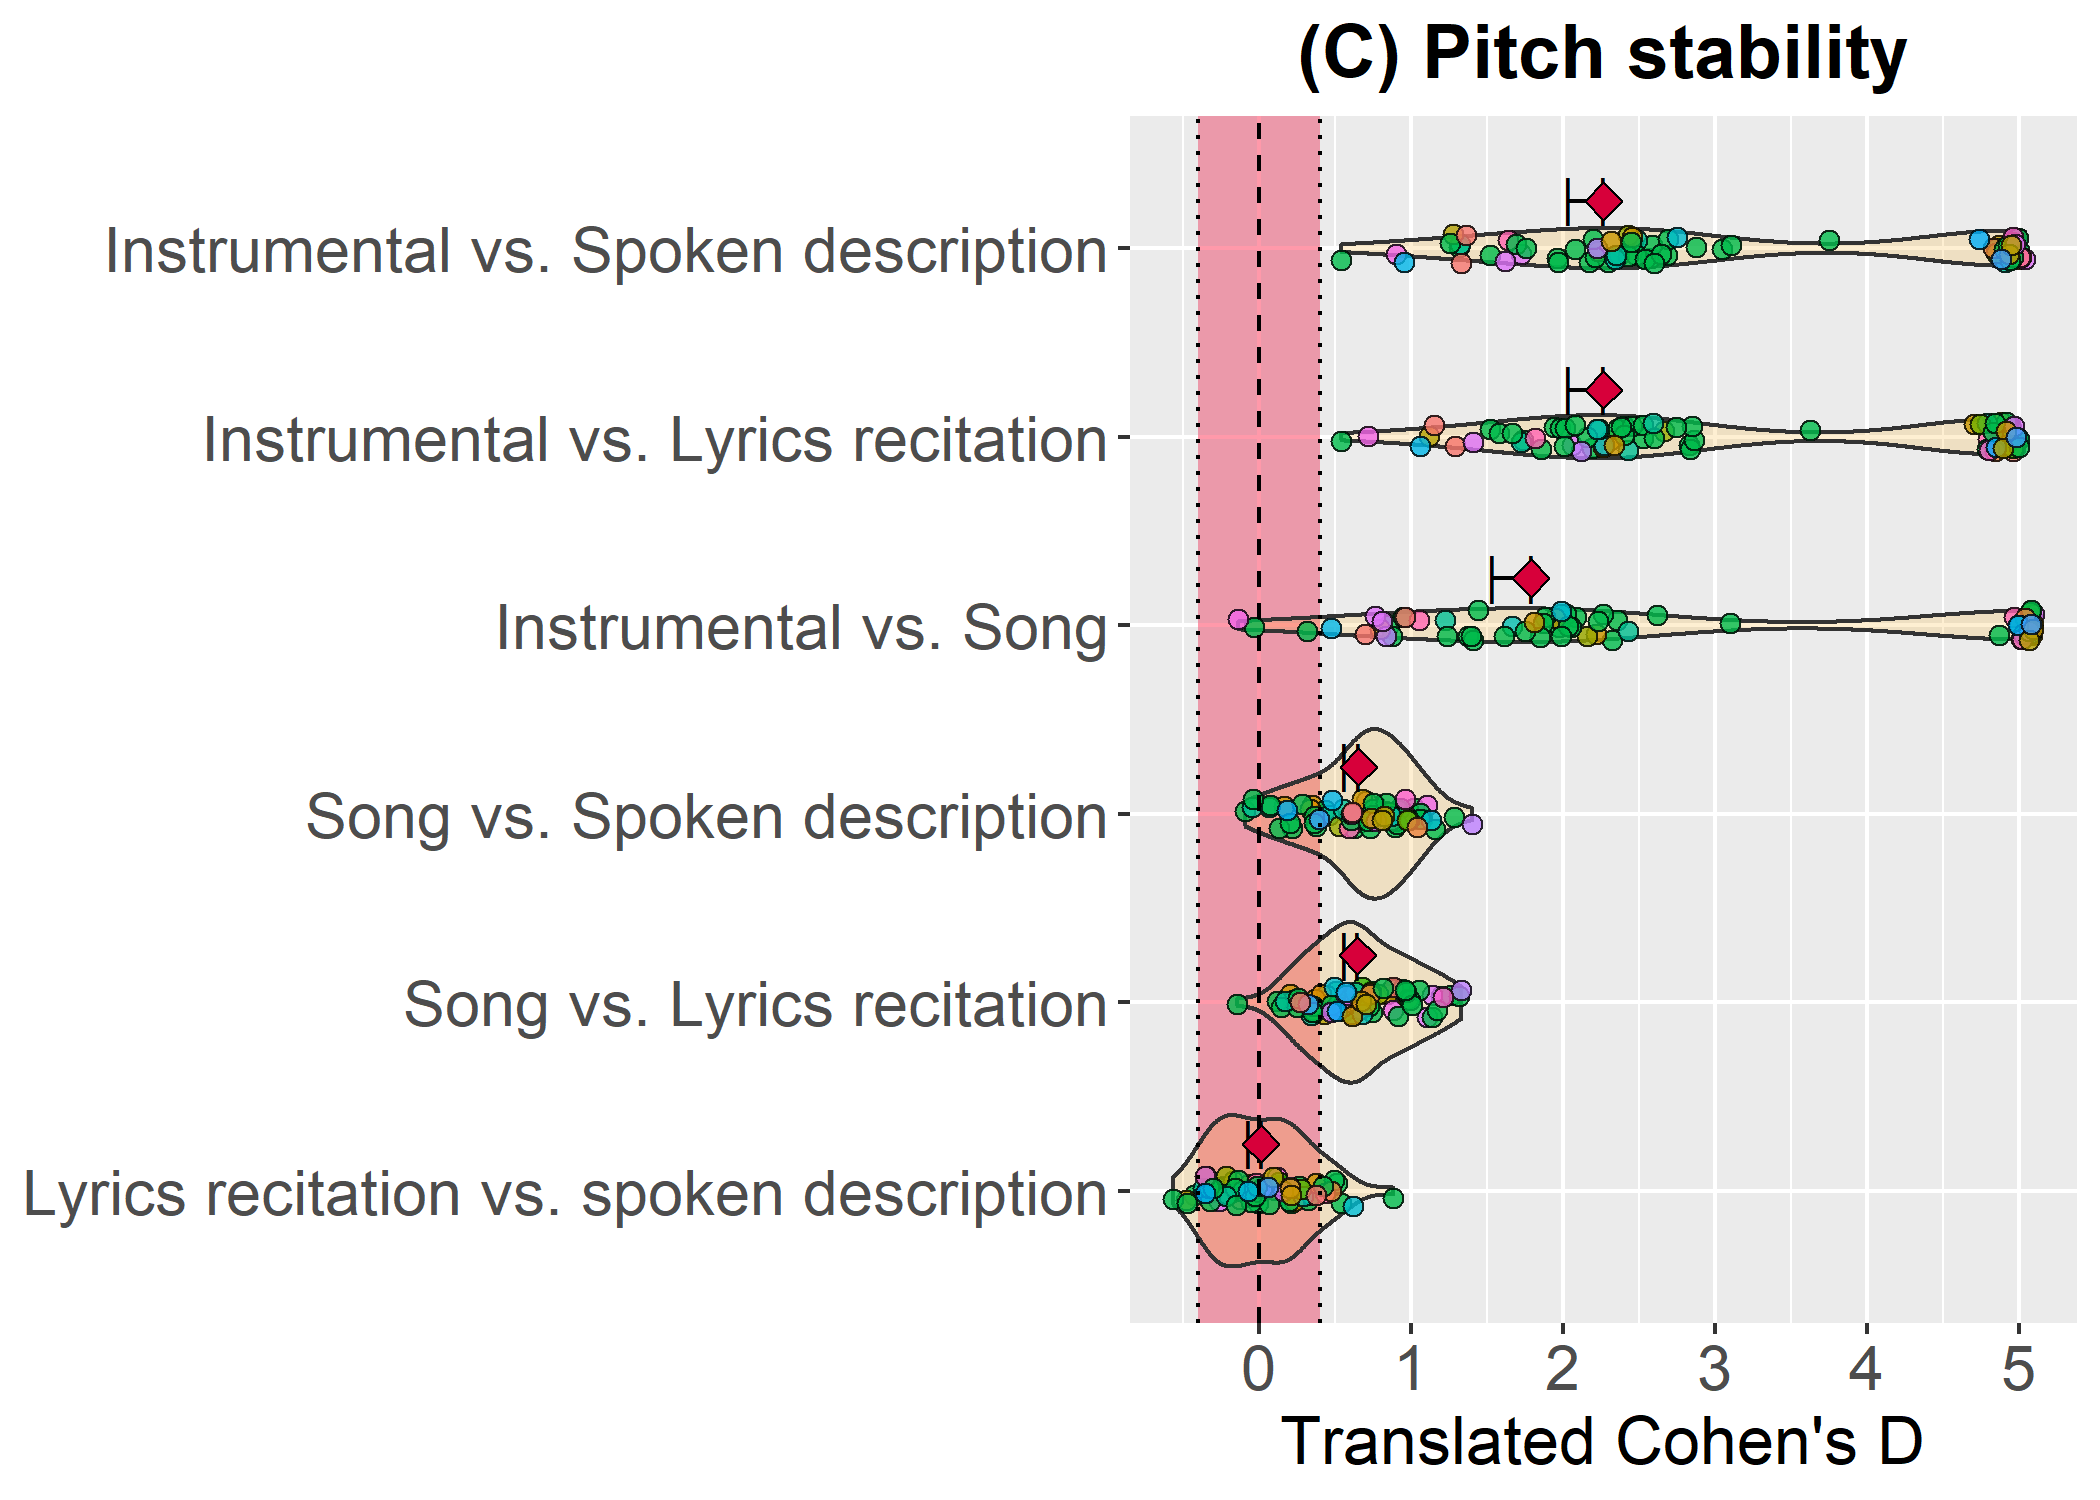 (C) Pitch stability
Instrumental vs. Spoken description
Instrumental vs. Lyrics recitation
Instrumental vs. Song
Song vs. Spoken description
Song vs. Lyrics recitation
Lyrics recitation vs. spoken description
0 1 2 3 4 5
Translated Cohen's D